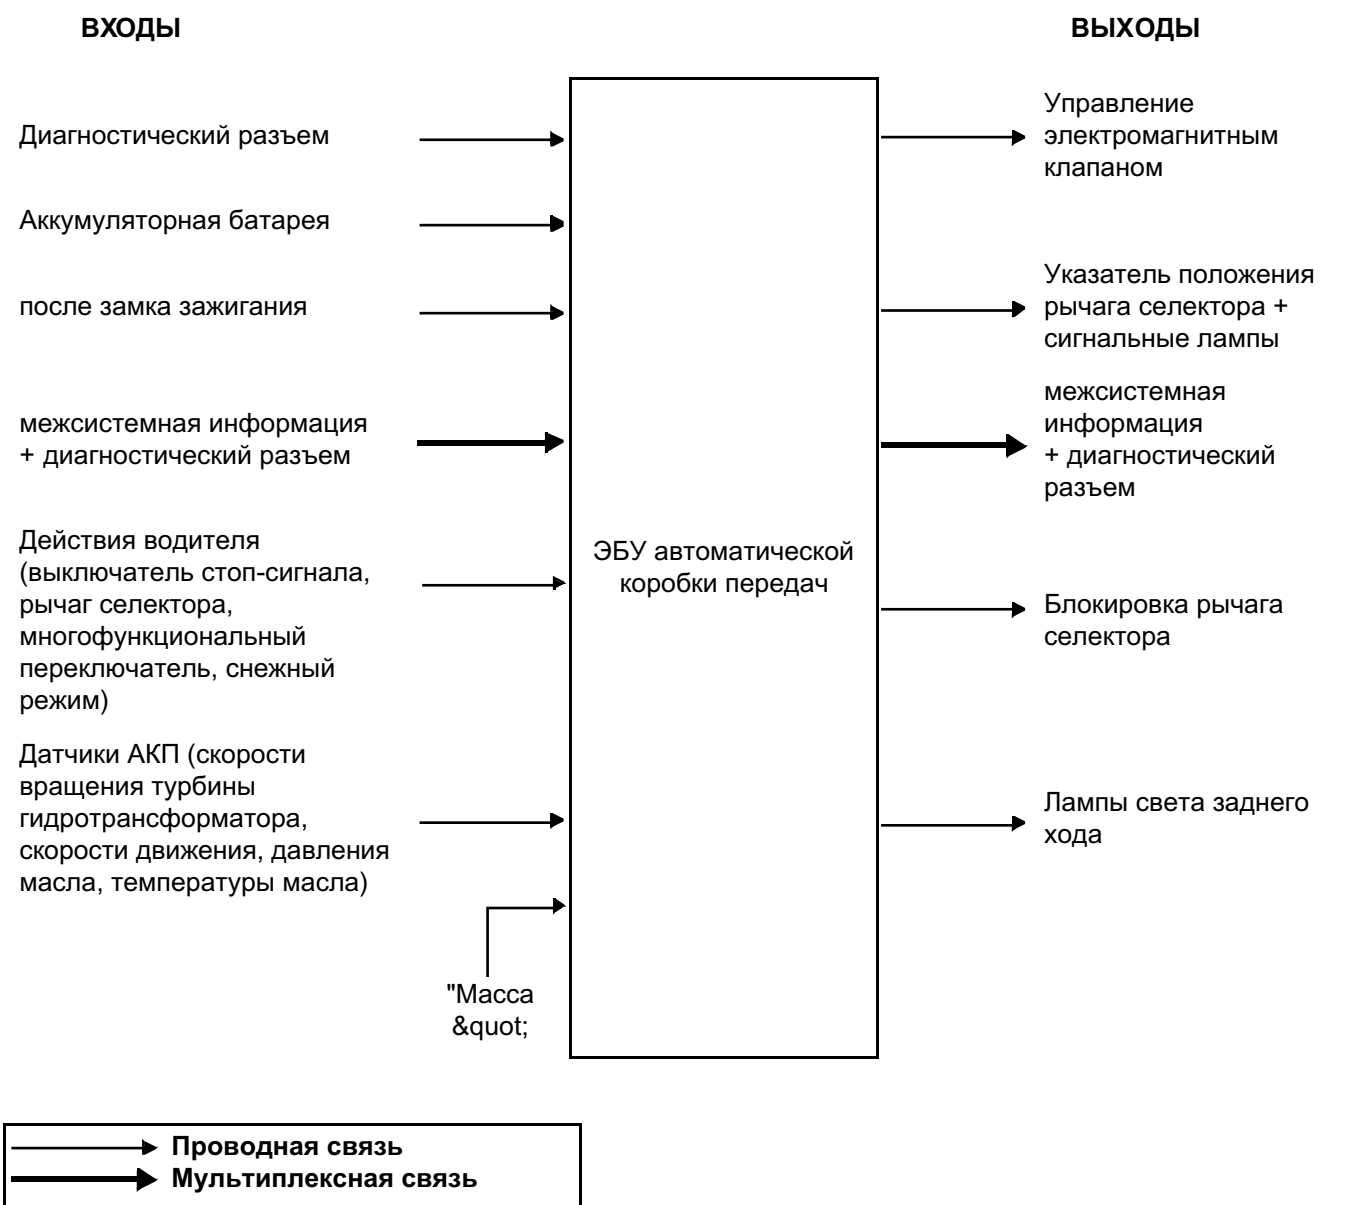 ВХОДЫ
ВЫХОДЫ
Диагностический разъем
Аккумуляторная батарея
после замка зажигания
межсистемная информация
+ диагностический разъем
Действия водителя
(выключатель стоп-сигнала,
рычаг селектора,
многофункциональный
переключатель, снежный
режим)
Датчики АКП (скорости
вращения турбины
гидротрансформатора,
скорости движения, давления
масла, температуры масла)
"Масса
&quot;
ЭБУ автоматической
коробки передач
Управление
электромагнитным
клапаном
Указатель положения
рычага селектора +
сигнальные лампы
межсистемная
информация
+ диагностический
разъем
Блокировка рычага
селектора
Лампы света заднего
хода
Проводная связь
Мультиплексная связь